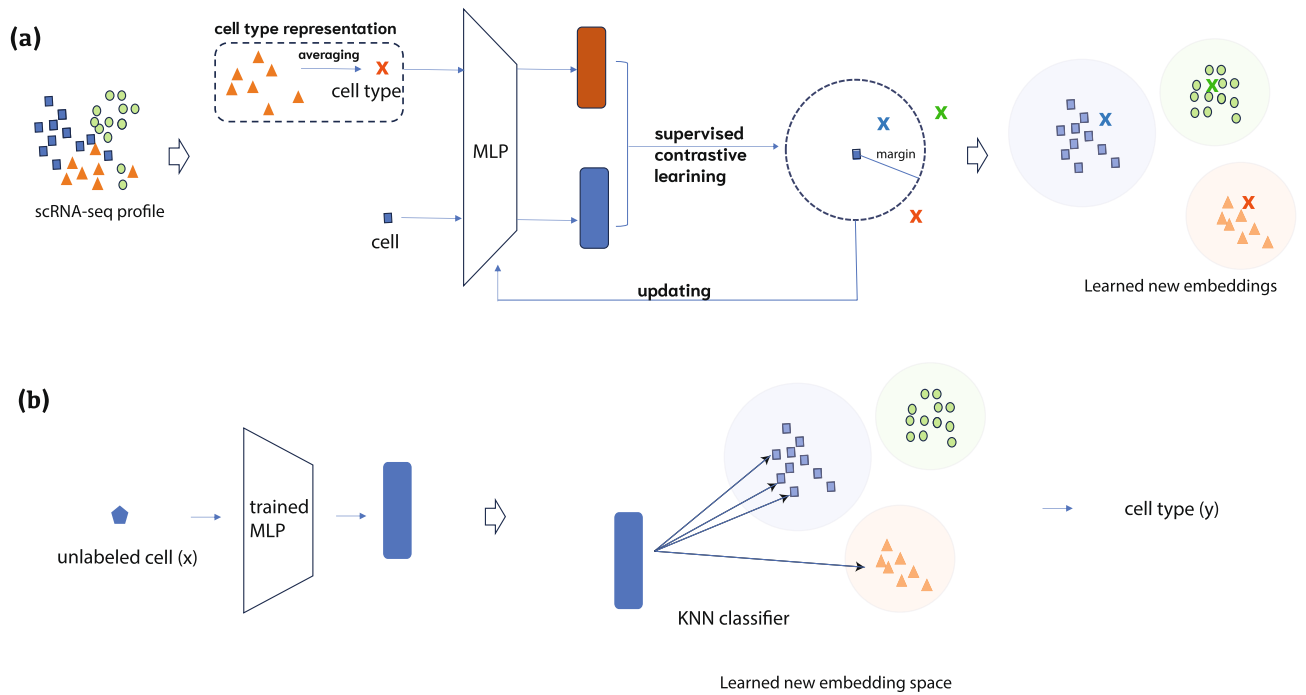 (a)
cell type representation
averaging
X
cell type
MLP
supervised
contrastive
learining
X
X
margin
X
X
X
X
scRNA-seq profile
cell
updating
Learned new embeddings
(b)
trained
MLP
unlabeled cell (x)
cell type (y)
KNN classifier
Learned new embedding space